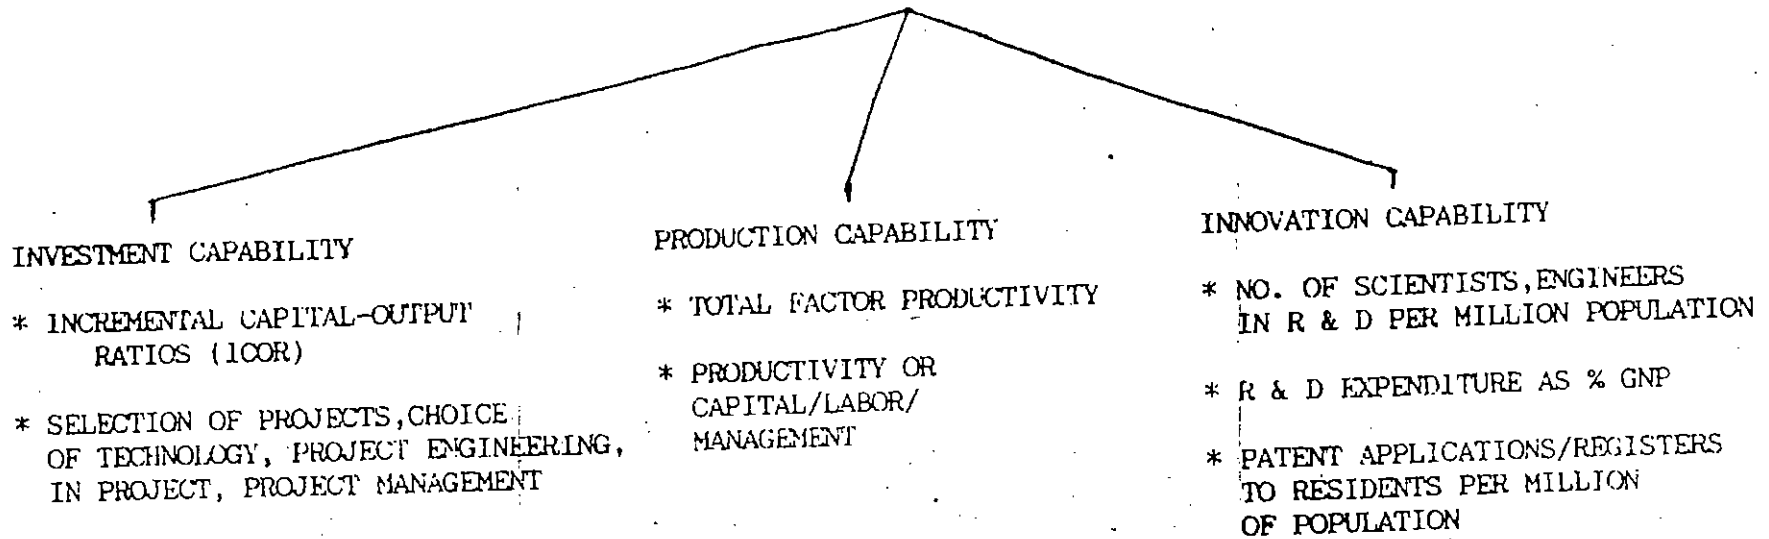 INVESTMENT CAPABILITY
* INCREMENTAL CAPITAL-OUTPUT
RATIOS (ICOR)
* SELECTION OF PROJECTS,CHOICE
OF TECHNOLOGY, PROJECT ENGINEERING,
IN PROJECT, PROJECT MANAGEMENT
PRODUCTION CAPABILITY
* TOTAL FACTOR PRODUCTIVITY
* PRODUCTIVITY OR
CAPITAL/LABOR/
MANAGEMENT
INNOVATION CAPABILITY
* NO. OF SCIENTISTS,ENGINEERS
IN R & D PER MILLION POPULATION
* R & D EXPENDITURE AS % GNP
* PATENT APPLICATIONS/REGISTERS
TO RESIDENTS PER MILLION
OF POPULATION